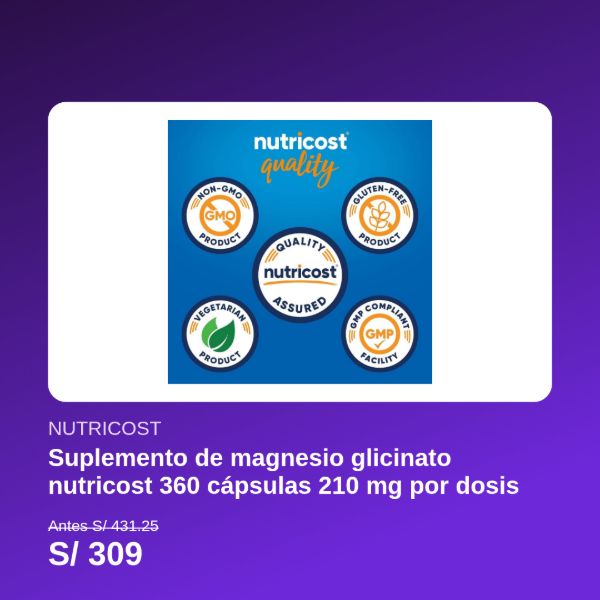 nutricost®
quality
NON-GMO
GMO
PRODUCT
GLUTEN-FREE
PRODUCT
QUALITY
nutricost®
ASSURED
VEGETARIAN
PRODUCT
GMP COMPLIANT
GMP
FACILITY
NUTRICOST
Suplemento de magnesio glicinato
nutricost 360 cápsulas 210 mg por dosis
Antes S/ 431.25
S/ 309